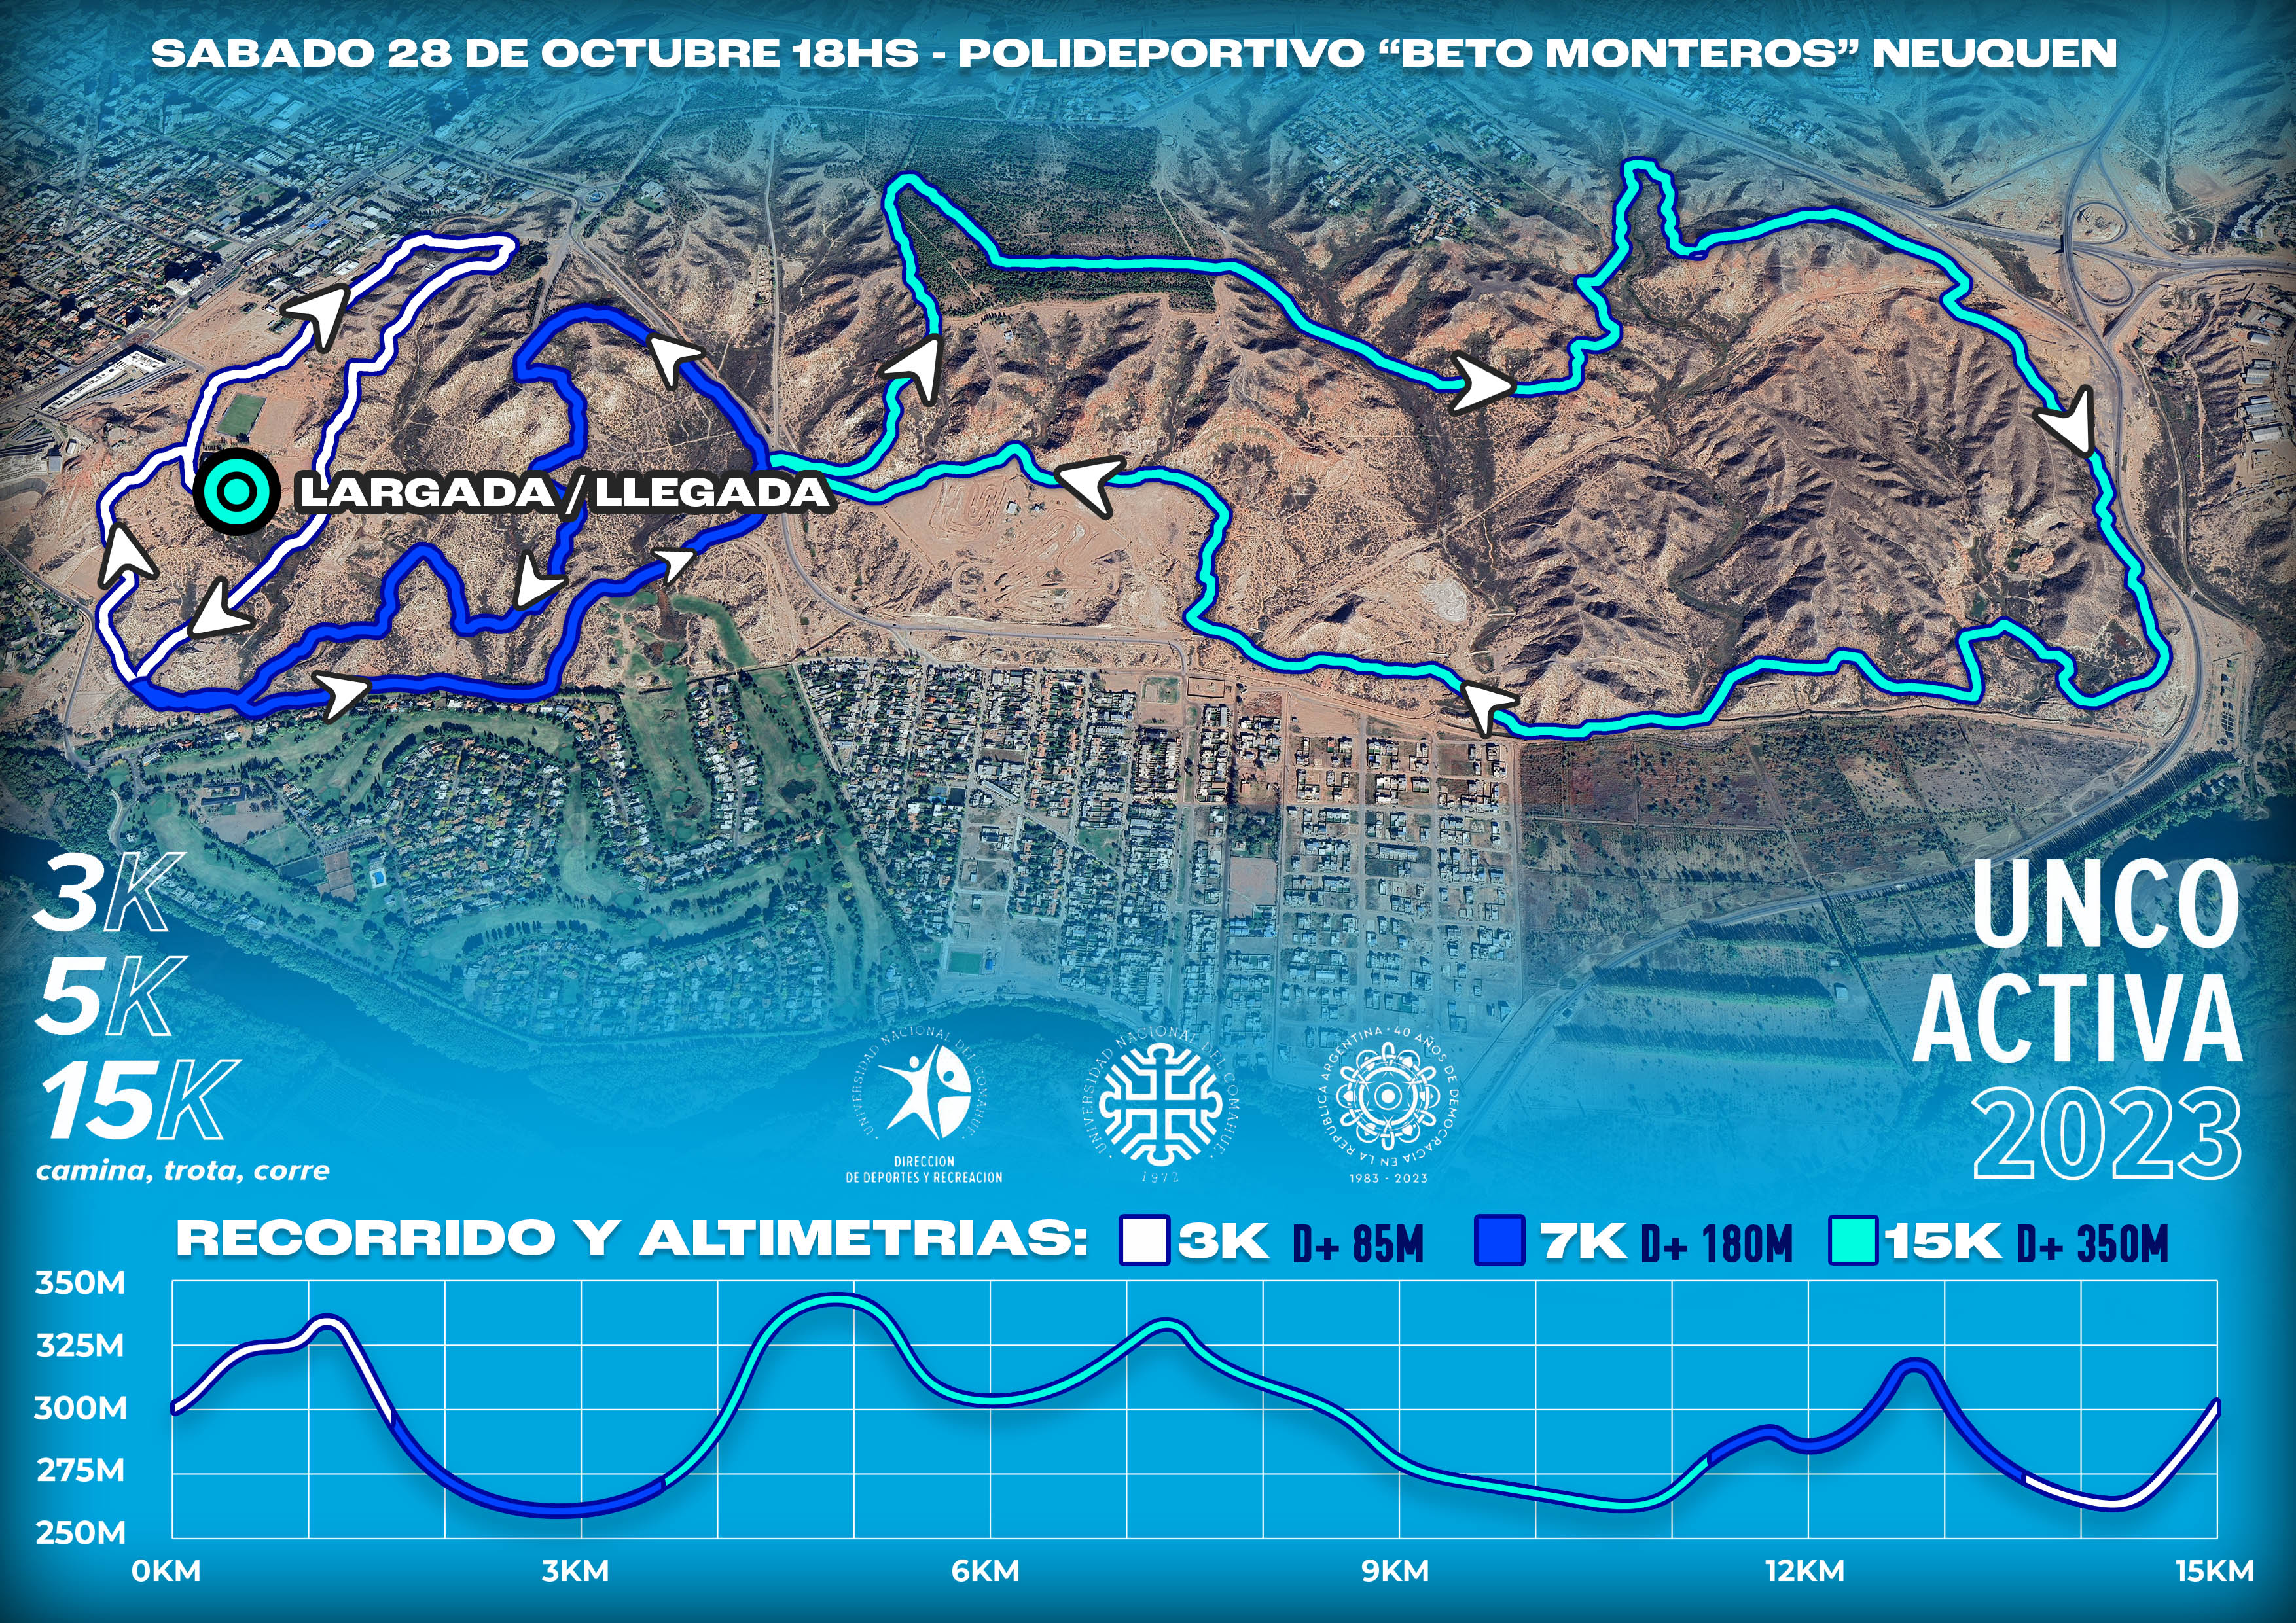 SABADO 28 DE OCTUBRE 18HS - POLIDEPORTIVO “BETO MONTEROS” NEUQUEN
LARGADA / LLEGADA
3K
5K
15K
camina, trota, corre
UNCO
ACTIVA
2023
· UNIVERSIDAD NACIONAL DEL COMAHUE ·
DIRECCION
DE DEPORTES Y RECREACION
· UNIVERSIDAD NACIONAL DEL COMAHUE ·
1972
40 AÑOS DE DEMOCRACIA EN LA REPÚBLICA ARGENTINA ·
1983 - 2023
RECORRIDO Y ALTIMETRIAS: 3K D+ 85M 7K D+ 180M 15K D+ 350M
350M
325M
300M
275M
250M
0KM 3KM 6KM 9KM 12KM 15KM